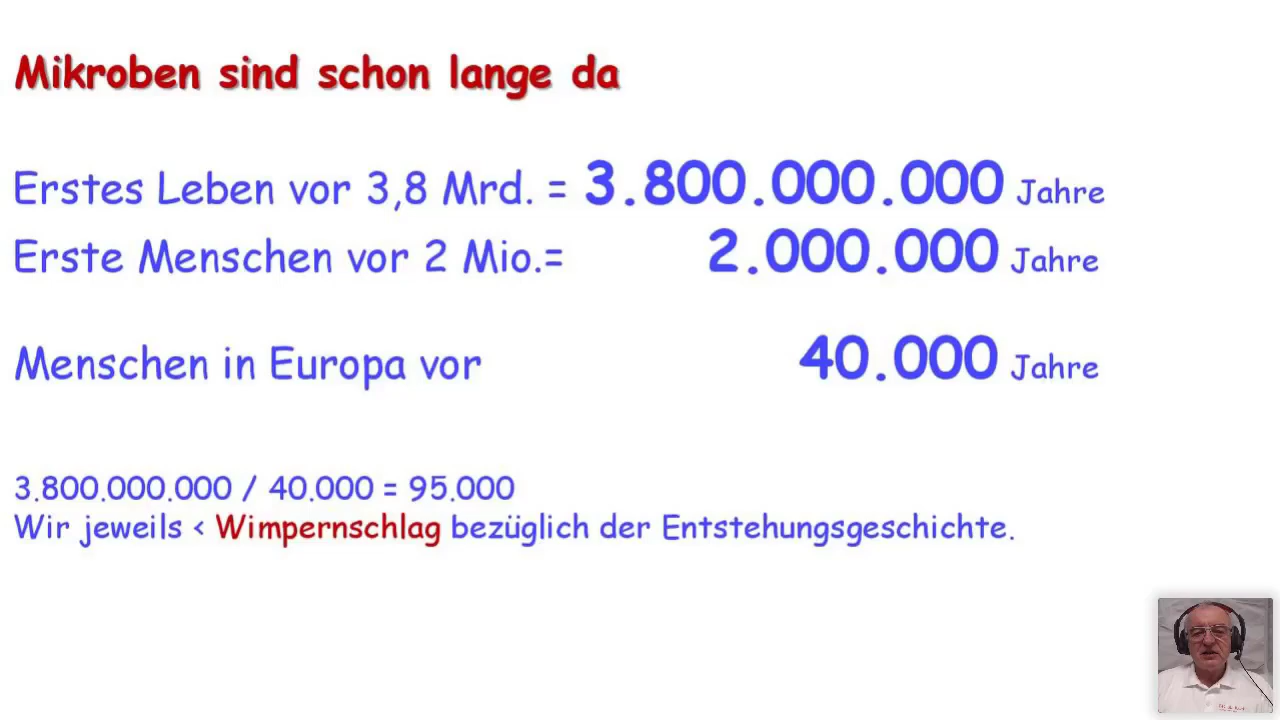 Mikroben sind schon lange da
Erstes Leben vor 3,8 Mrd. = 3.800.000.000 Jahre
Erste Menschen vor 2 Mio.= 2.000.000 Jahre
Menschen in Europa vor 40.000 Jahre
3.800.000.000 / 40.000 = 95.000
Wir jeweils < Wimpernschlag bezüglich der Entstehungsgeschichte.